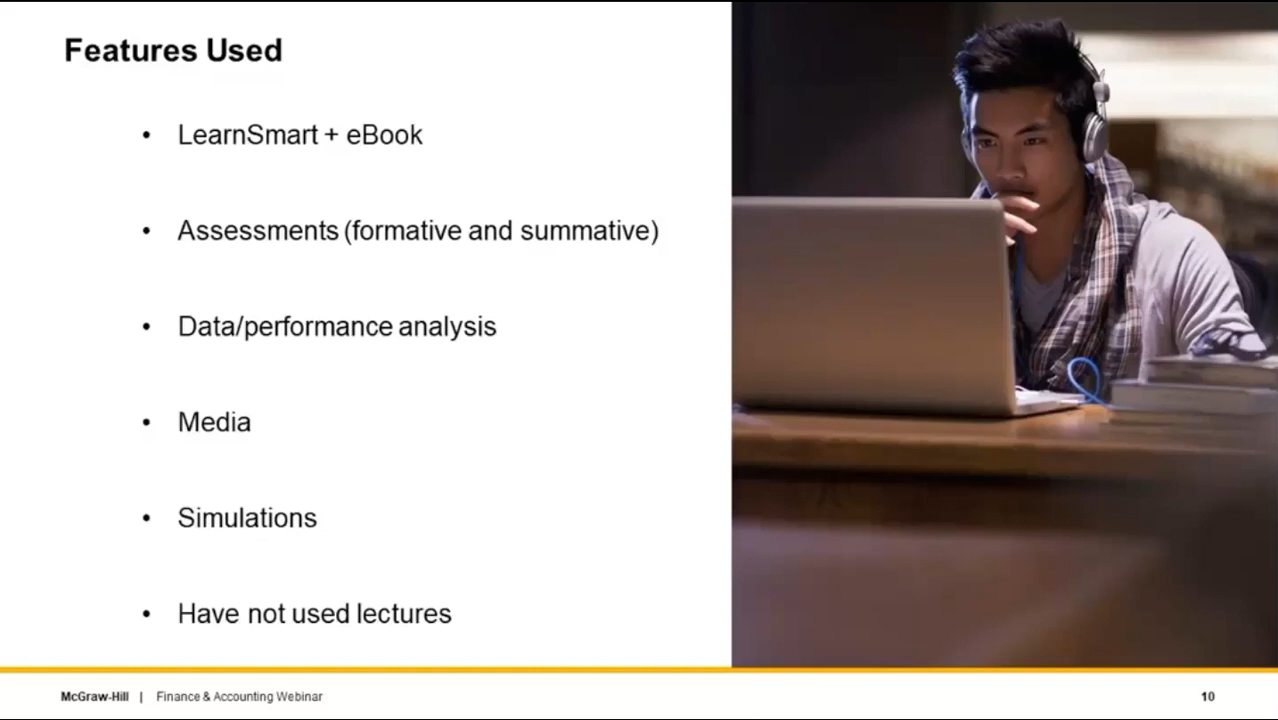 Features Used
• LearnSmart + eBook
• Assessments (formative and summative)
• Data/performance analysis
• Media
• Simulations
• Have not used lectures
McGraw-Hill | Finance & Accounting Webinar 10